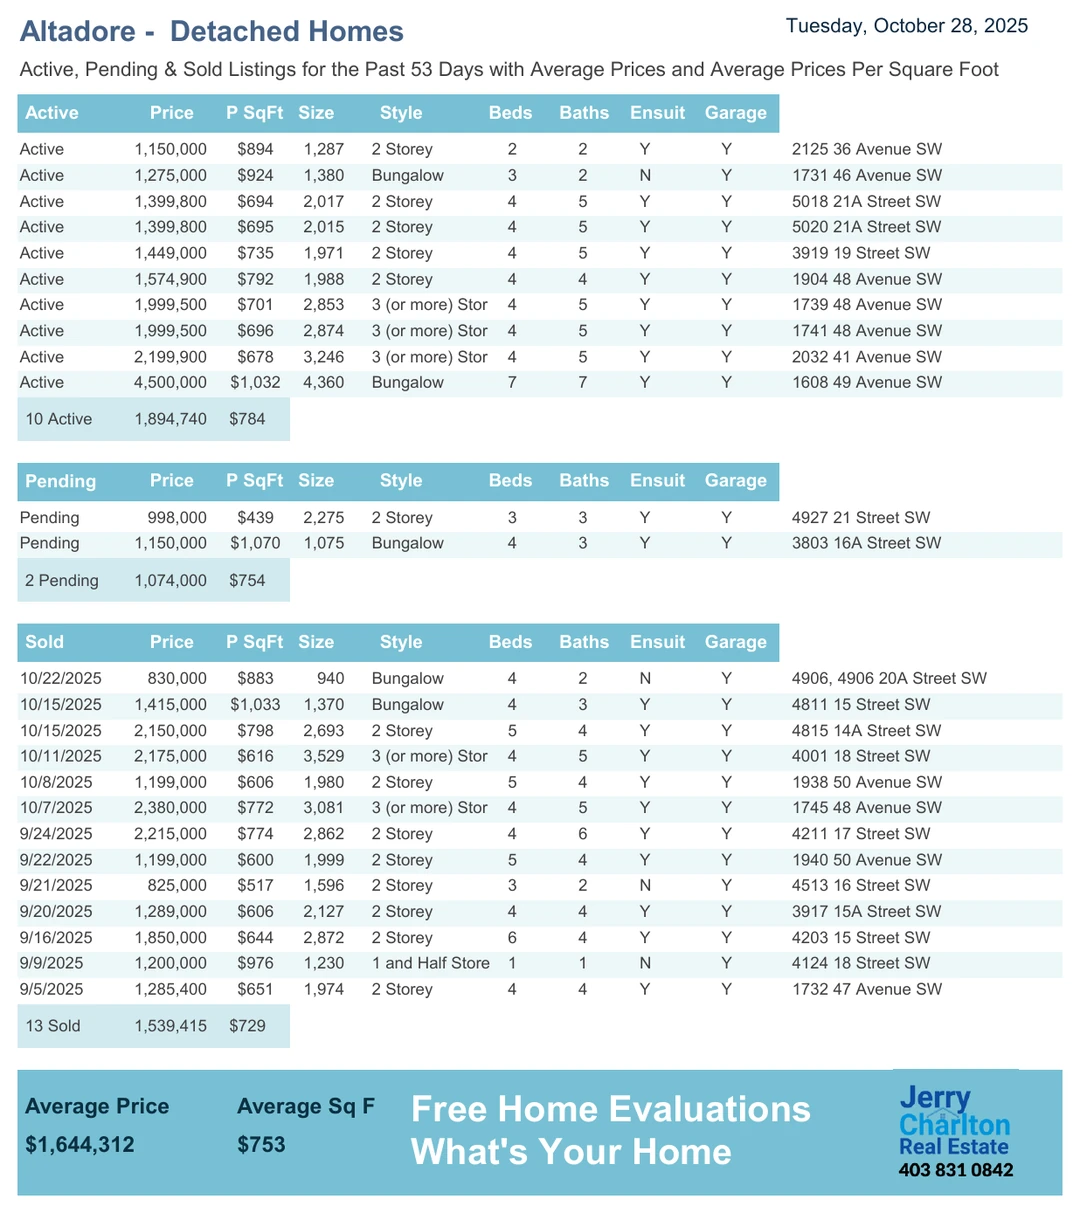 Altadore -  Detached Homes
Tuesday, October 28, 2025
Active, Pending & Sold Listings for the Past 53 Days with Average Prices and Average Prices Per Square Foot
Active Price P SqFt Size Style Beds Baths Ensuit Garage
Active 1,150,000 $894 1,287 2 Storey 2 2 Y Y 2125 36 Avenue SW
Active 1,275,000 $924 1,380 Bungalow 3 2 N Y 1731 46 Avenue SW
Active 1,399,800 $694 2,017 2 Storey 4 5 Y Y 5018 21A Street SW
Active 1,399,800 $695 2,015 2 Storey 4 5 Y Y 5020 21A Street SW
Active 1,449,000 $735 1,971 2 Storey 4 5 Y Y 3919 19 Street SW
Active 1,574,900 $792 1,988 2 Storey 4 4 Y Y 1904 48 Avenue SW
Active 1,999,500 $701 2,853 3 (or more) Stor 4 5 Y Y 1739 48 Avenue SW
Active 1,999,500 $696 2,874 3 (or more) Stor 4 5 Y Y 1741 48 Avenue SW
Active 2,199,900 $678 3,246 3 (or more) Stor 4 5 Y Y 2032 41 Avenue SW
Active 4,500,000 $1,032 4,360 Bungalow 7 7 Y Y 1608 49 Avenue SW
10 Active 1,894,740 $784
Pending Price P SqFt Size Style Beds Baths Ensuit Garage
Pending 998,000 $439 2,275 2 Storey 3 3 Y Y 4927 21 Street SW
Pending 1,150,000 $1,070 1,075 Bungalow 4 3 Y Y 3803 16A Street SW
2 Pending 1,074,000 $754
Sold Price P SqFt Size Style Beds Baths Ensuit Garage
10/22/2025 830,000 $883 940 Bungalow 4 2 N Y 4906, 4906 20A Street SW
10/15/2025 1,415,000 $1,033 1,370 Bungalow 4 3 Y Y 4811 15 Street SW
10/15/2025 2,150,000 $798 2,693 2 Storey 5 4 Y Y 4815 14A Street SW
10/11/2025 2,175,000 $616 3,529 3 (or more) Stor 4 5 Y Y 4001 18 Street SW
10/8/2025 1,199,000 $606 1,980 2 Storey 5 4 Y Y 1938 50 Avenue SW
10/7/2025 2,380,000 $772 3,081 3 (or more) Stor 4 5 Y Y 1745 48 Avenue SW
9/24/2025 2,215,000 $774 2,862 2 Storey 4 6 Y Y 4211 17 Street SW
9/22/2025 1,199,000 $600 1,999 2 Storey 5 4 Y Y 1940 50 Avenue SW
9/21/2025 825,000 $517 1,596 2 Storey 3 2 N Y 4513 16 Street SW
9/20/2025 1,289,000 $606 2,127 2 Storey 4 4 Y Y 3917 15A Street SW
9/16/2025 1,850,000 $644 2,872 2 Storey 6 4 Y Y 4203 15 Street SW
9/9/2025 1,200,000 $976 1,230 1 and Half Store 1 1 N Y 4124 18 Street SW
9/5/2025 1,285,400 $651 1,974 2 Storey 4 4 Y Y 1732 47 Avenue SW
13 Sold 1,539,415 $729
Average Price Average Sq F
$1,644,312 $753
Free Home Evaluations
What's Your Home
Jerry
Charlton
Real Estate
403 831 0842